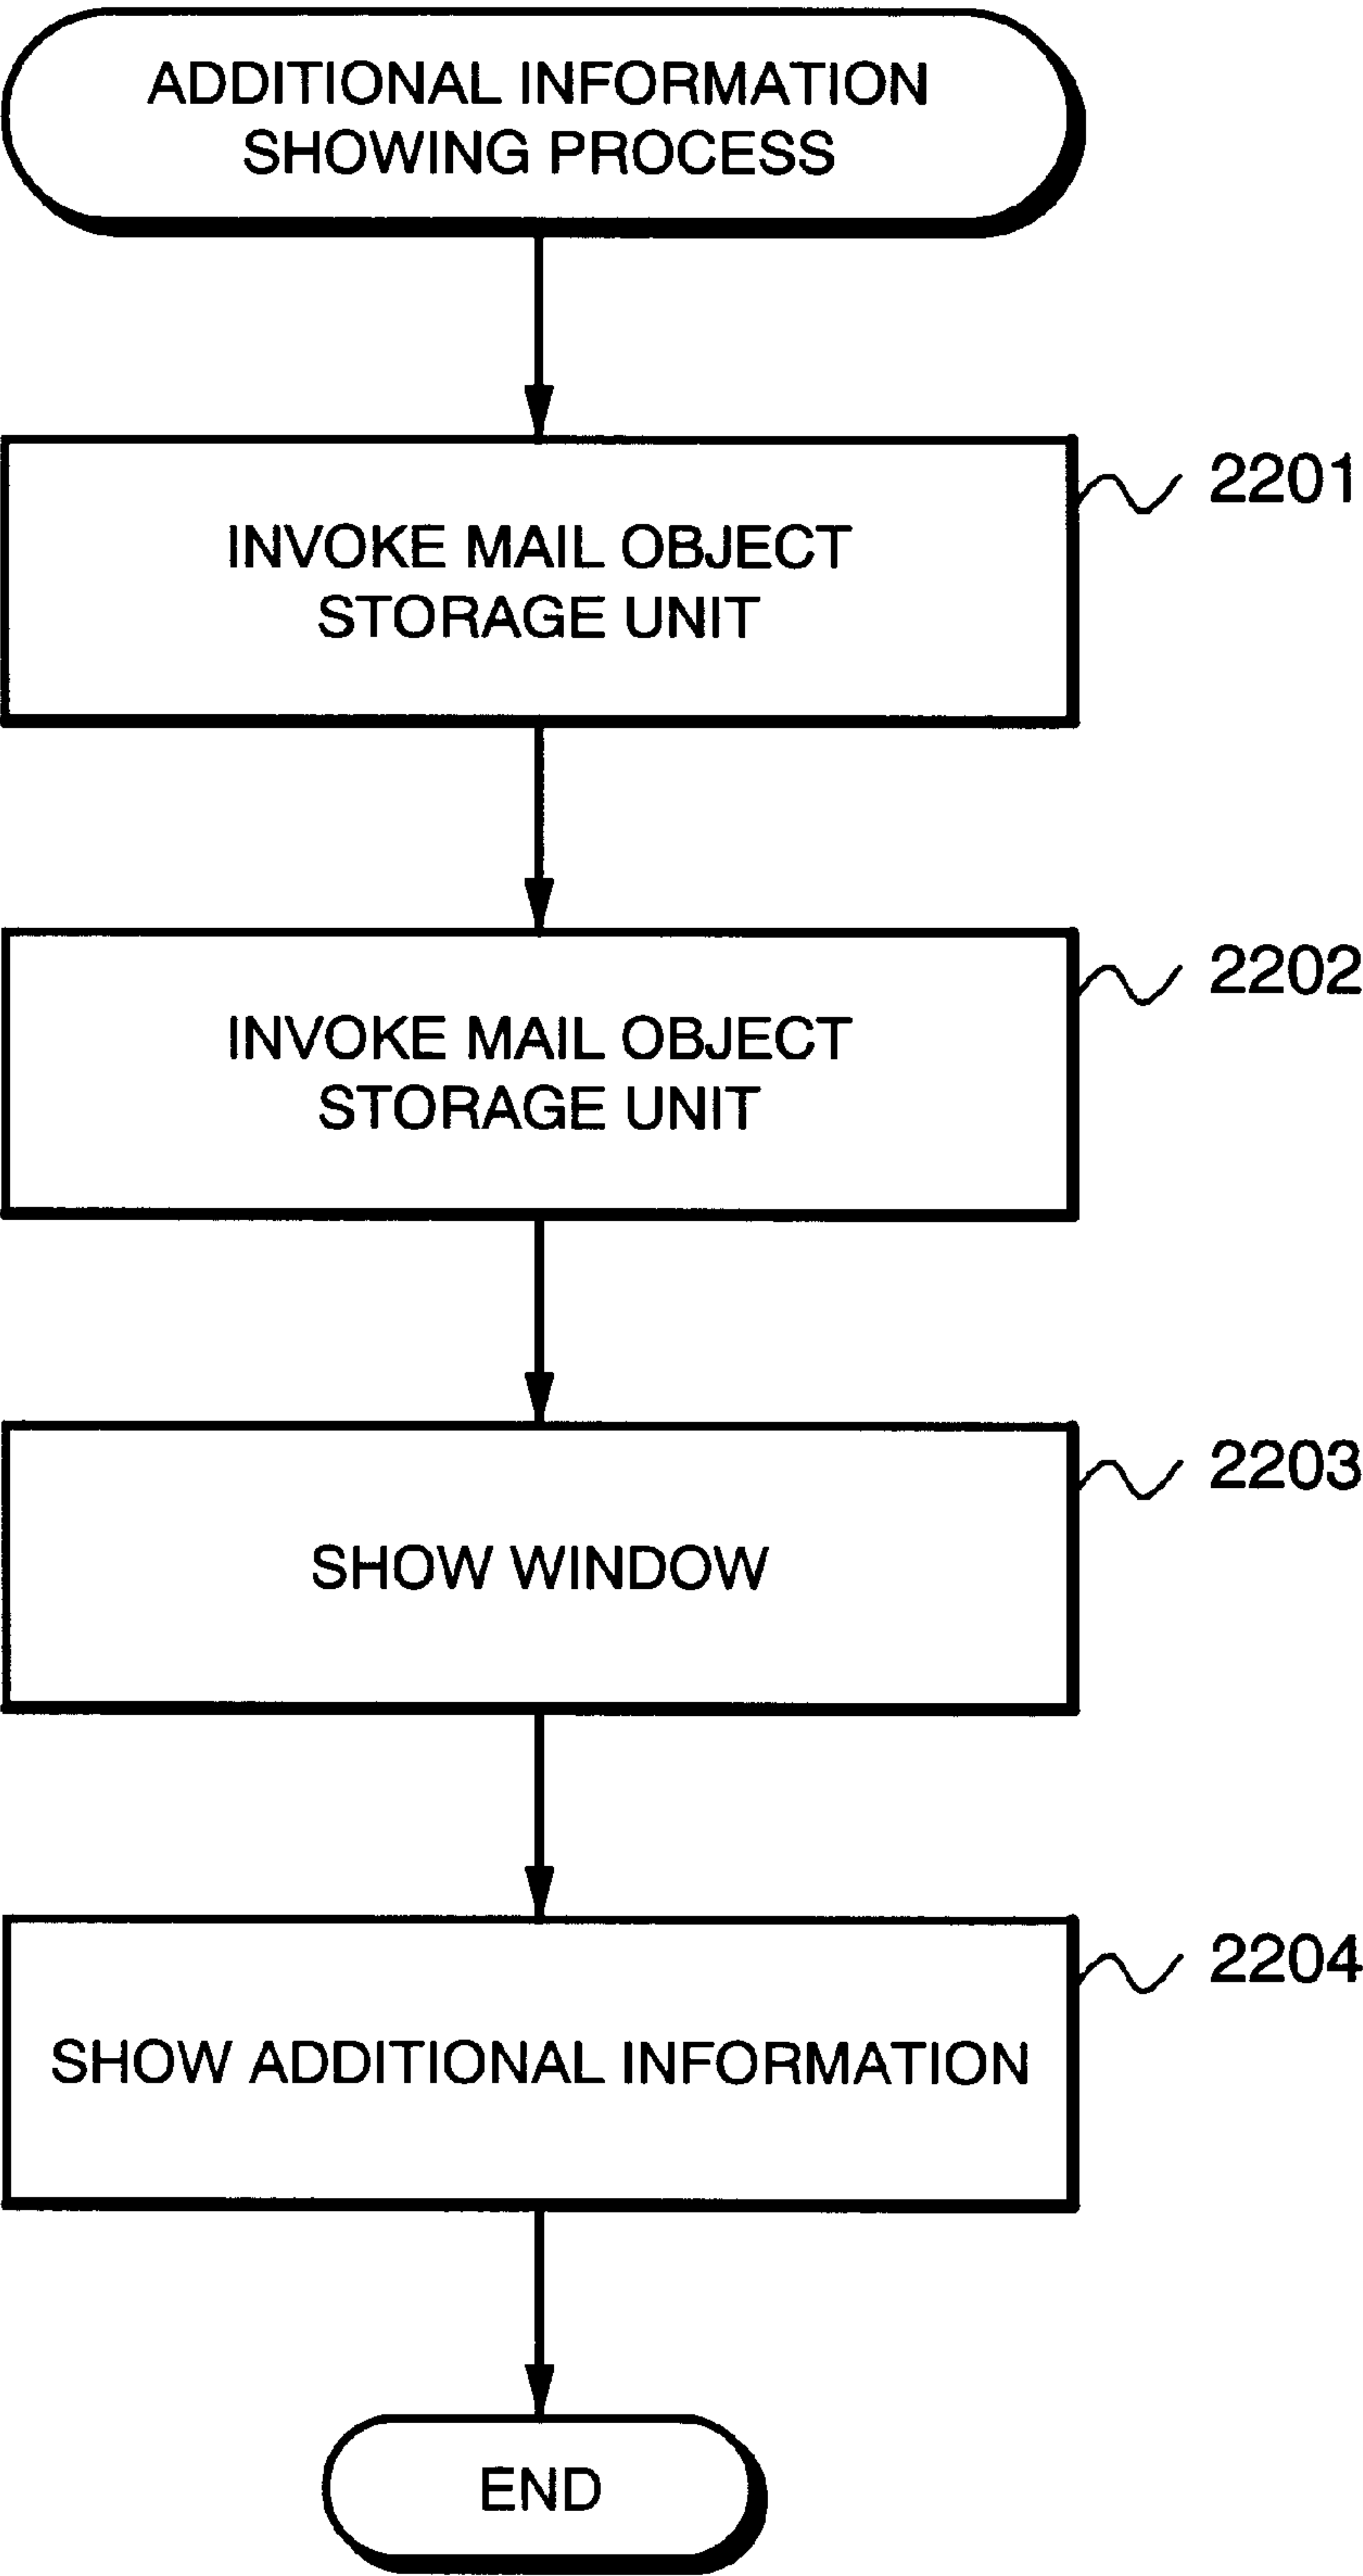 ADDITIONAL INFORMATION
SHOWING PROCESS
2201
INVOKE MAIL OBJECT
STORAGE UNIT
2202
INVOKE MAIL OBJECT
STORAGE UNIT
2203
SHOW WINDOW
2204
SHOW ADDITIONAL INFORMATION
END